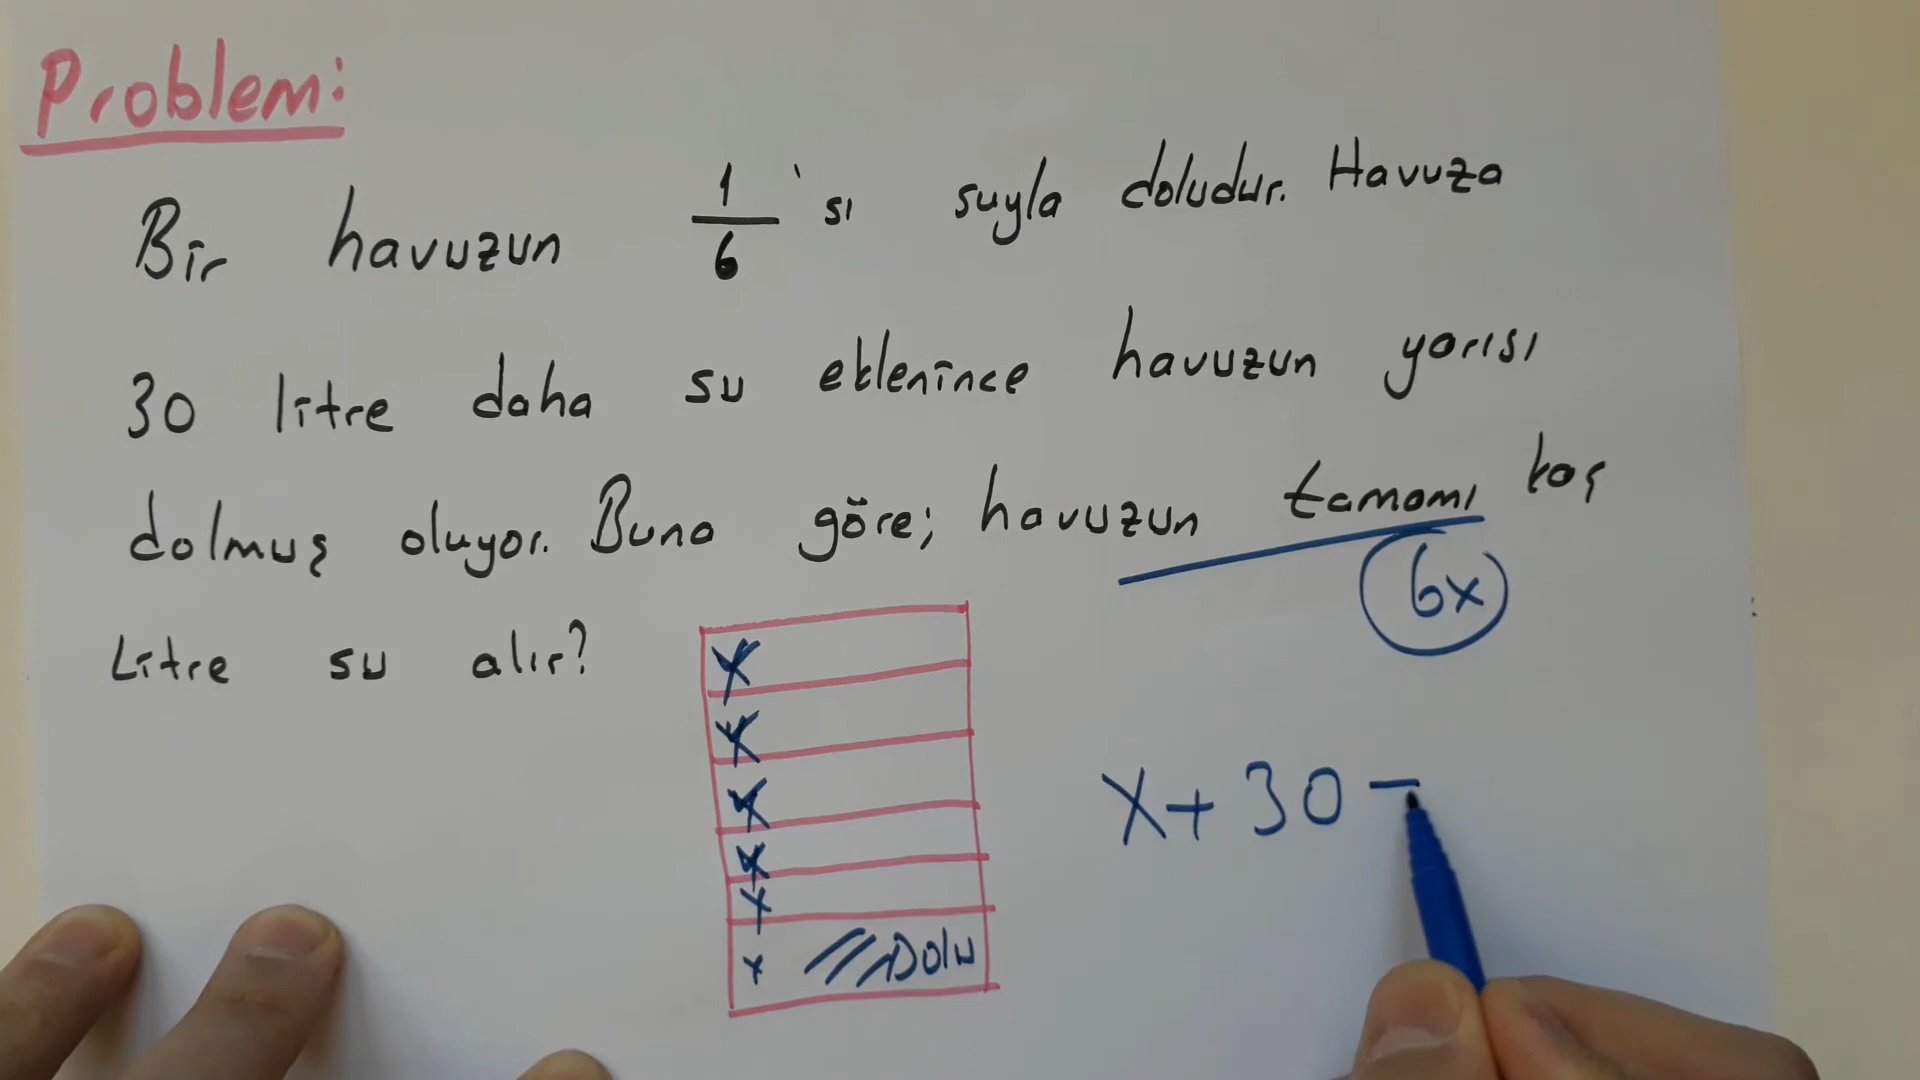 Problem:
Bir havuzun 1/6 'sı suyla doludur. Havuza
30 litre daha su eklenince havuzun yarısı
dolmuş oluyor. Buna göre; havuzun tamamı kaç
Litre su alır?
6x
x
x
x
x
x
x Dolu
x + 30 -